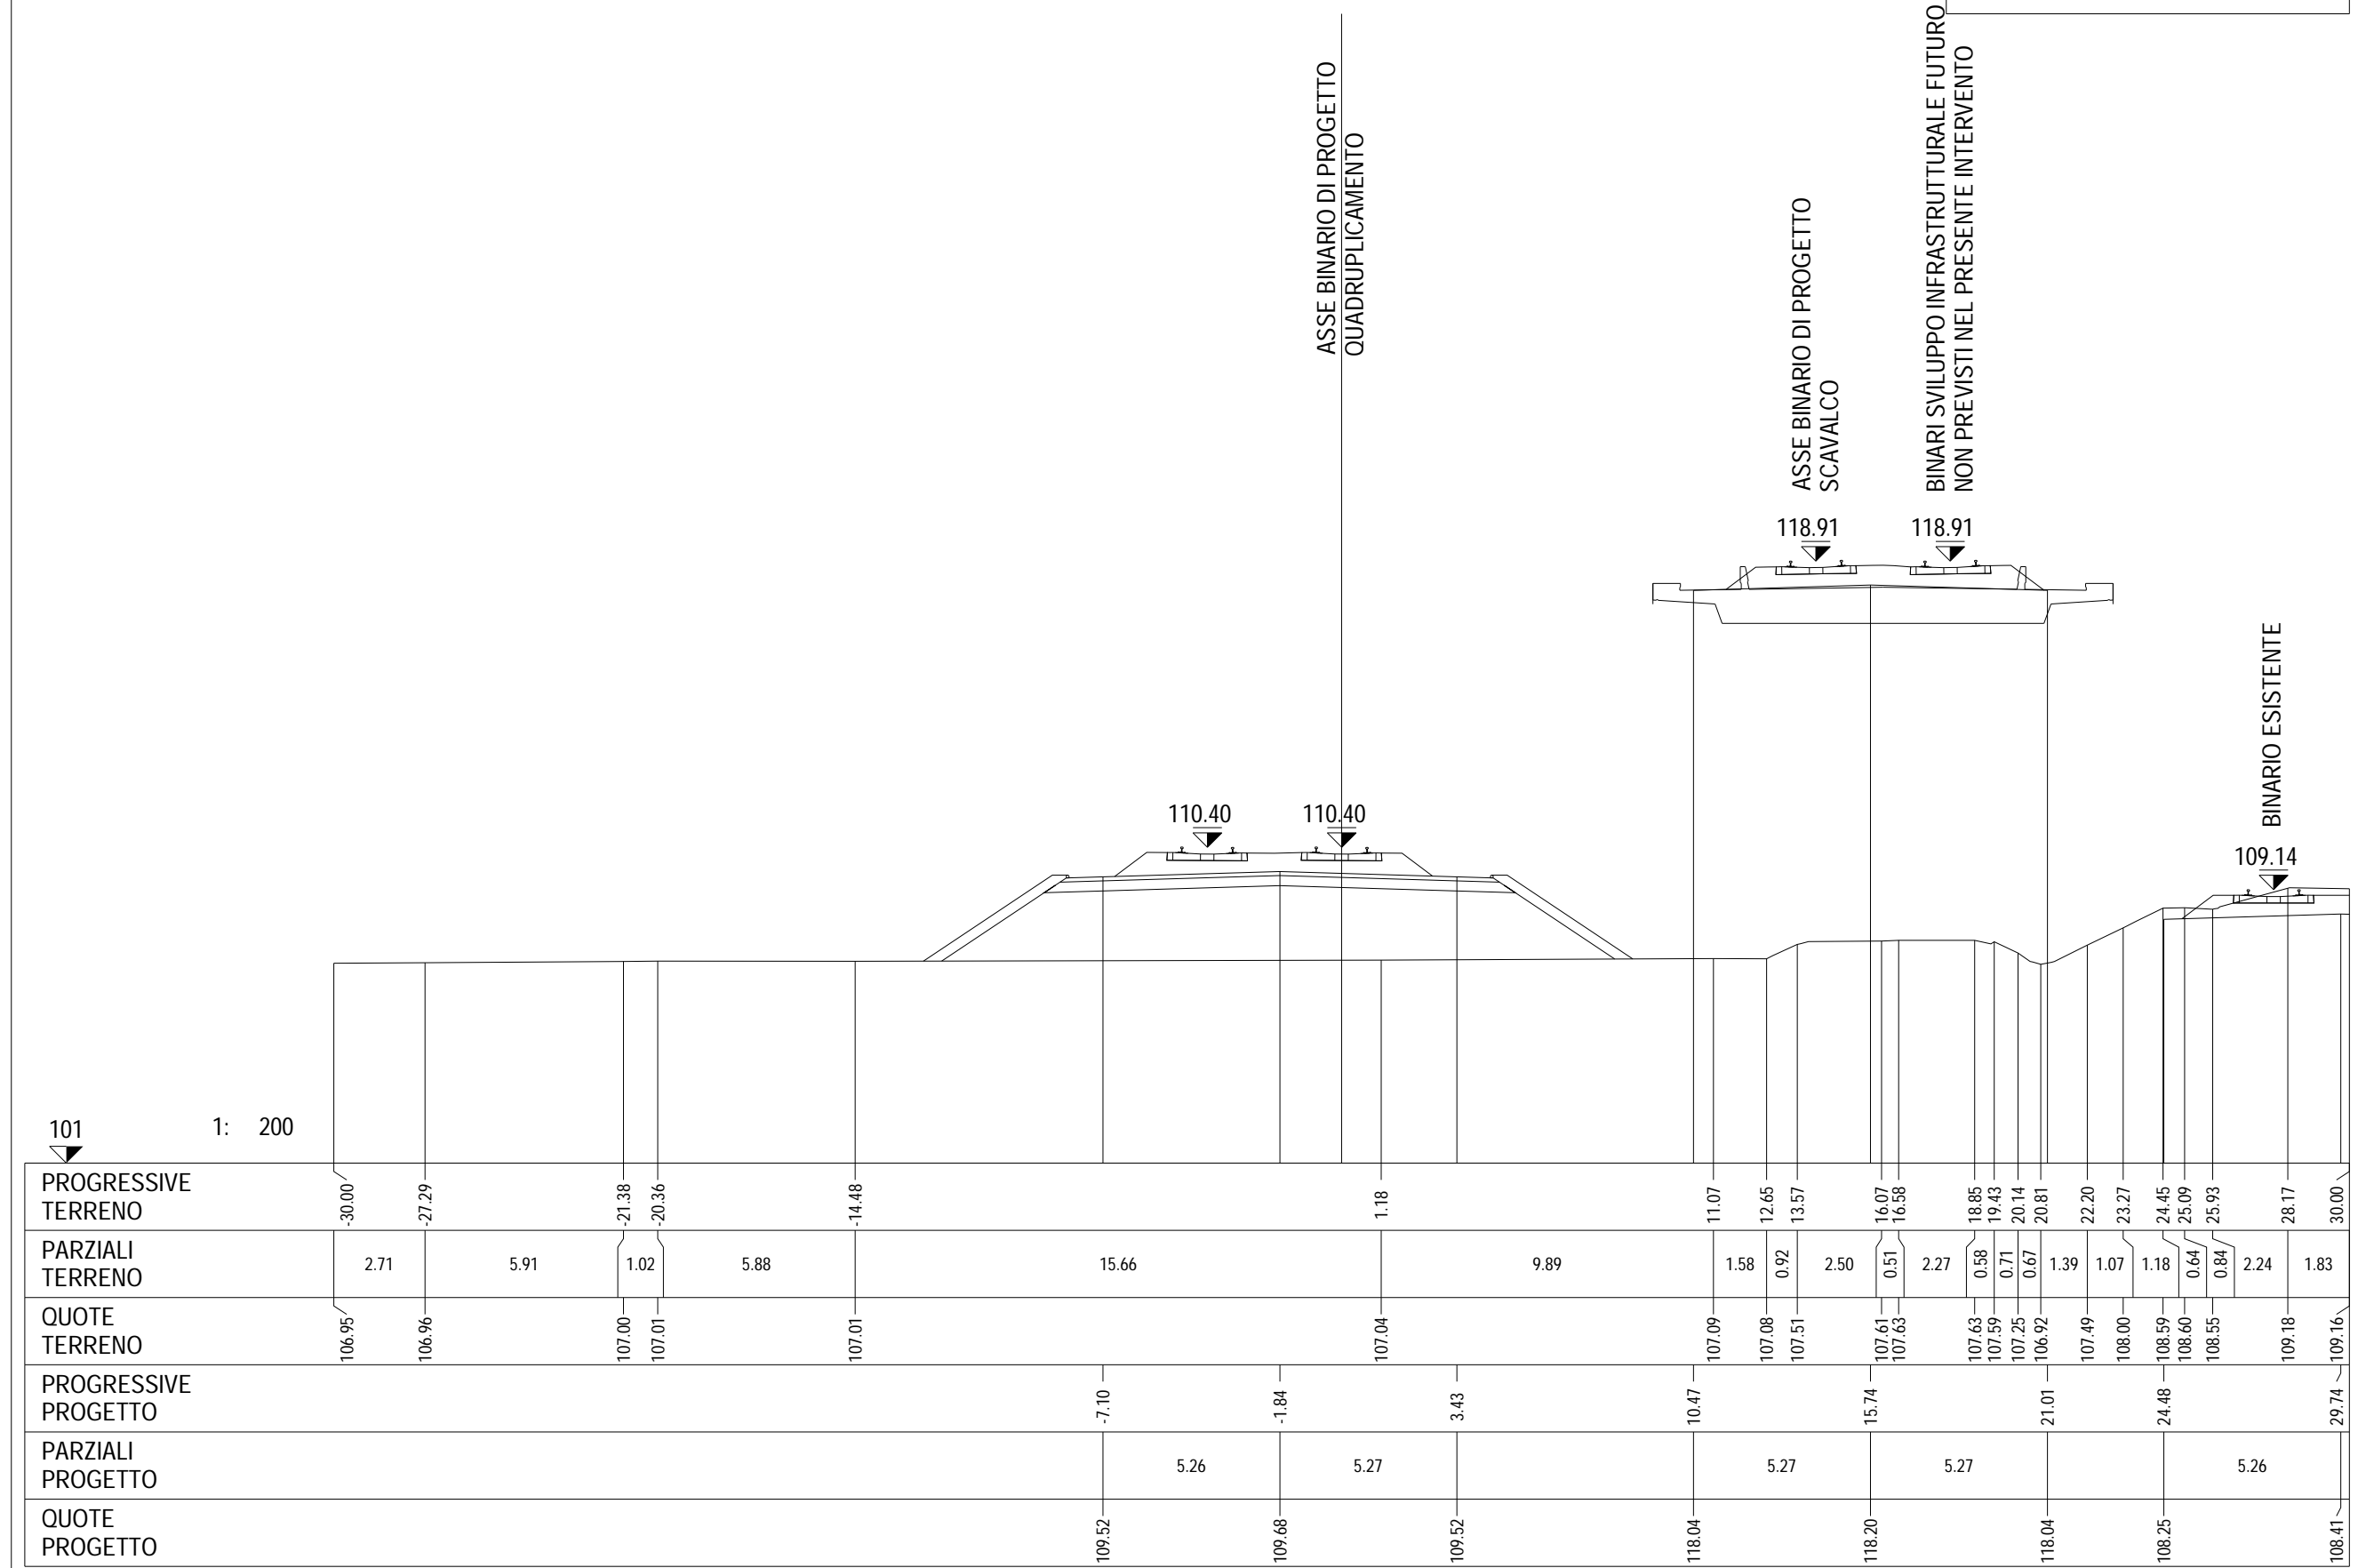 ASSE BINARIO DI PROGETTO
QUADRUPLICAMENTO
ASSE BINARIO DI PROGETTO
SCAVALCO
BINARI SVILUPPO INFRASTRUTTURALE FUTURO
NON PREVISTI NEL PRESENTE INTERVENTO
118.91 118.91
BINARIO ESISTENTE
110.40 110.40
109.14
101 1: 200
PROGRESSIVE
TERRENO
-30.00 -27.29 -21.38 -20.36 -14.48 1.18 11.07 12.65 13.57 16.07 16.58 18.85 19.43 20.14 20.81 22.20 23.27 24.45 25.09 25.93 28.17 30.00
PARZIALI
TERRENO
2.71 5.91 1.02 5.88 15.66 9.89 1.58 0.92 2.50 0.51 2.27 0.58 0.71 0.67 1.39 1.07 1.18 0.64 0.84 2.24 1.83
QUOTE
TERRENO
106.95 106.96 107.00 107.01 107.01 107.04 107.09 107.08 107.51 107.61 107.63 107.63 107.59 107.25 106.92 107.49 108.00 108.59 108.60 108.55 109.18 109.16
PROGRESSIVE
PROGETTO
-7.10 -1.84 3.43 10.47 15.74 21.01 24.48 29.74
PARZIALI
PROGETTO
5.26 5.27 5.27 5.27 5.26
QUOTE
PROGETTO
109.52 109.68 109.52 118.04 118.20 118.04 108.25 108.41